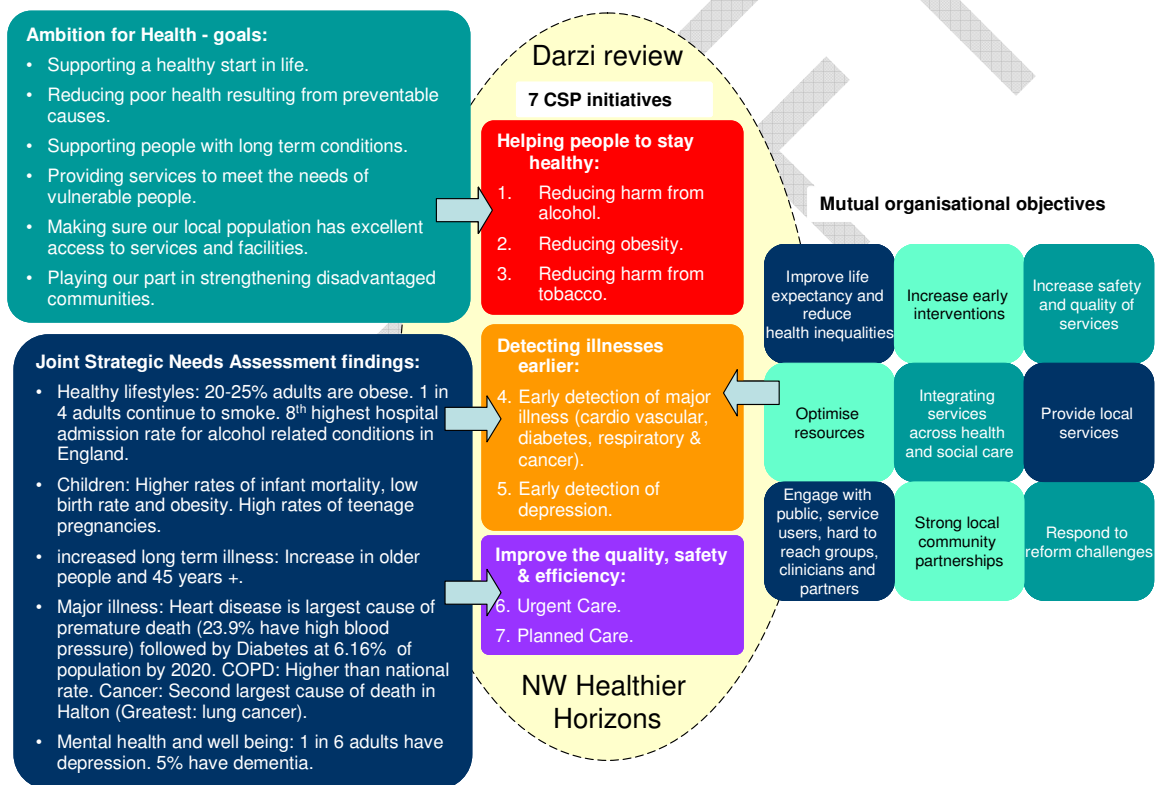 Ambition for Health - goals:
• Supporting a healthy start in life.
• Reducing poor health resulting from preventable
causes.
• Supporting people with long term conditions.
• Providing services to meet the needs of
vulnerable people.
• Making sure our local population has excellent
access to services and facilities.
• Playing our part in strengthening disadvantaged
communities.
Joint Strategic Needs Assessment findings:
• Healthy lifestyles: 20-25% adults are obese. 1 in
4 adults continue to smoke. 8th highest hospital
admission rate for alcohol related conditions in
England.
• Children: Higher rates of infant mortality, low
birth rate and obesity. High rates of teenage
pregnancies.
• increased long term illness: Increase in older
people and 45 years +.
• Major illness: Heart disease is largest cause of
premature death (23.9% have high blood
pressure) followed by Diabetes at 6.16% of
population by 2020. COPD: Higher than national
rate. Cancer: Second largest cause of death in
Halton (Greatest: lung cancer).
• Mental health and well being: 1 in 6 adults have
depression. 5% have dementia.
Darzi review
7 CSP initiatives
Helping people to stay
healthy:
1. Reducing harm from
alcohol.
2. Reducing obesity.
3. Reducing harm from
tobacco.
Detecting illnesses
earlier:
4. Early detection of major
illness (cardio vascular,
diabetes, respiratory &
cancer).
5. Early detection of
depression.
Improve the quality, safety
& efficiency:
6. Urgent Care.
7. Planned Care.
NW Healthier
Horizons
Mutual organisational objectives
Improve life
expectancy and
reduce
health inequalities
Increase early
interventions
Increase safety
and quality of
services
Optimise
resources
Integrating
services
across health
and social care
Provide local
services
Engage with
public, service
users, hard to
reach groups,
clinicians and
partners
Strong local
community
partnerships
Respond to
reform challenges